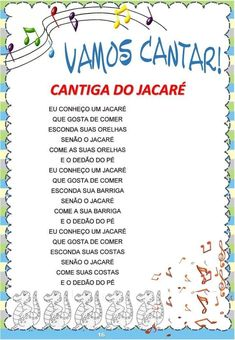 VAMOS CANTAR!
CANTIGA DO JACARÉ
EU CONHEÇO UM JACARÉ
QUE GOSTA DE COMER
ESCONDA SUAS ORELHAS
SENÃO O JACARÉ
COME AS SUAS ORELHAS
E O DEDÃO DO PÉ
EU CONHEÇO UM JACARÉ
QUE GOSTA DE COMER
ESCONDA SUA BARRIGA
SENÃO O JACARÉ
COME A SUA BARRIGA
E O DEDÃO DO PÉ
EU CONHEÇO UM JACARÉ
QUE GOSTA DE COMER
ESCONDA SUAS COSTAS
SENÃO O JACARÉ
COME SUAS COSTAS
E O DEDÃO DO PÉ
16